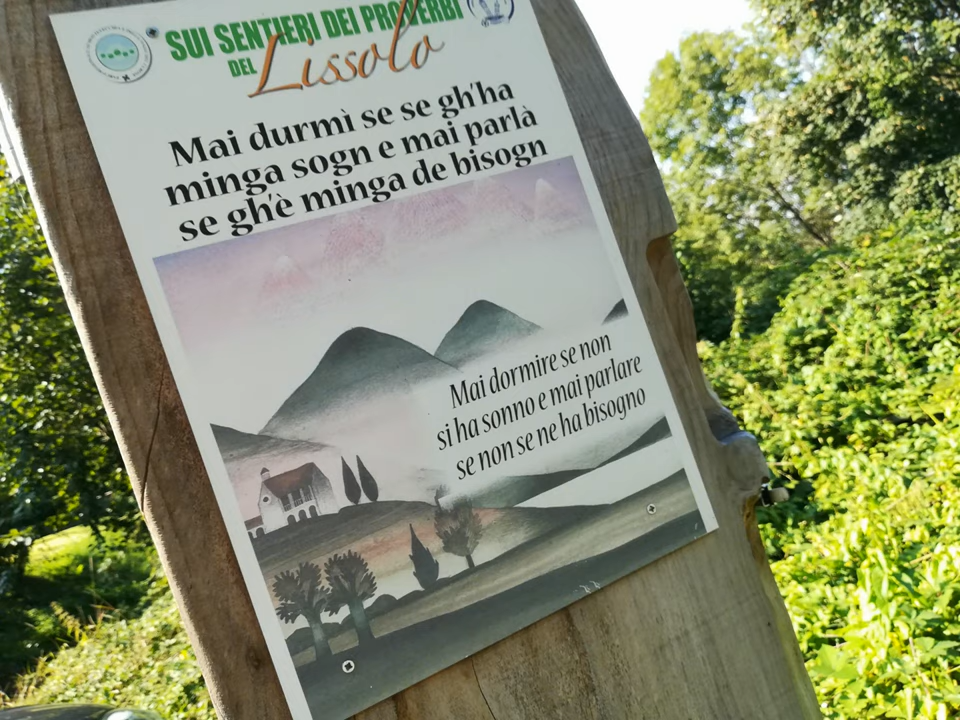 SUI SENTIERI DEI PROVERBI
DEL Lissolo
Mai durmì se se gh'ha
minga sogn e mai parlà
se gh'è minga de bisogn
Mai dormire se non
si ha sonno e mai parlare
se non se ne ha bisogno